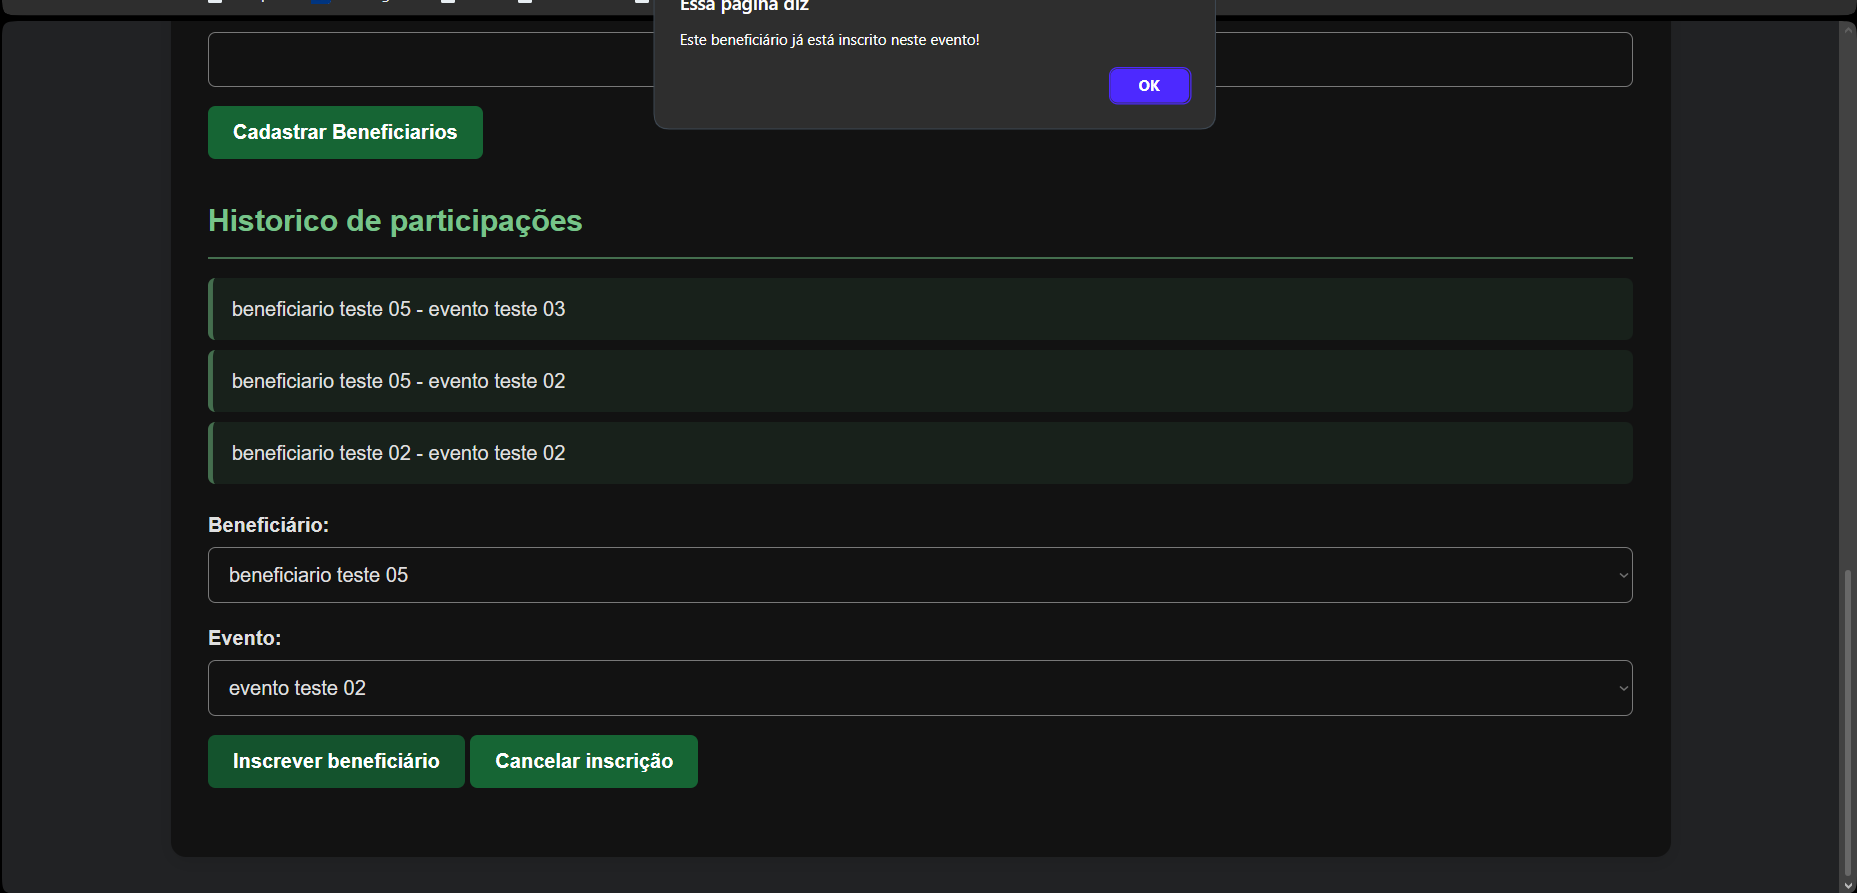 Essa página diz
Este beneficiário já está inscrito neste evento!
OK
Cadastrar Beneficiarios
Historico de participações
beneficiario teste 05 - evento teste 03
beneficiario teste 05 - evento teste 02
beneficiario teste 02 - evento teste 02
Beneficiário:
beneficiario teste 05
Evento:
evento teste 02
Inscrever beneficiário
Cancelar inscrição